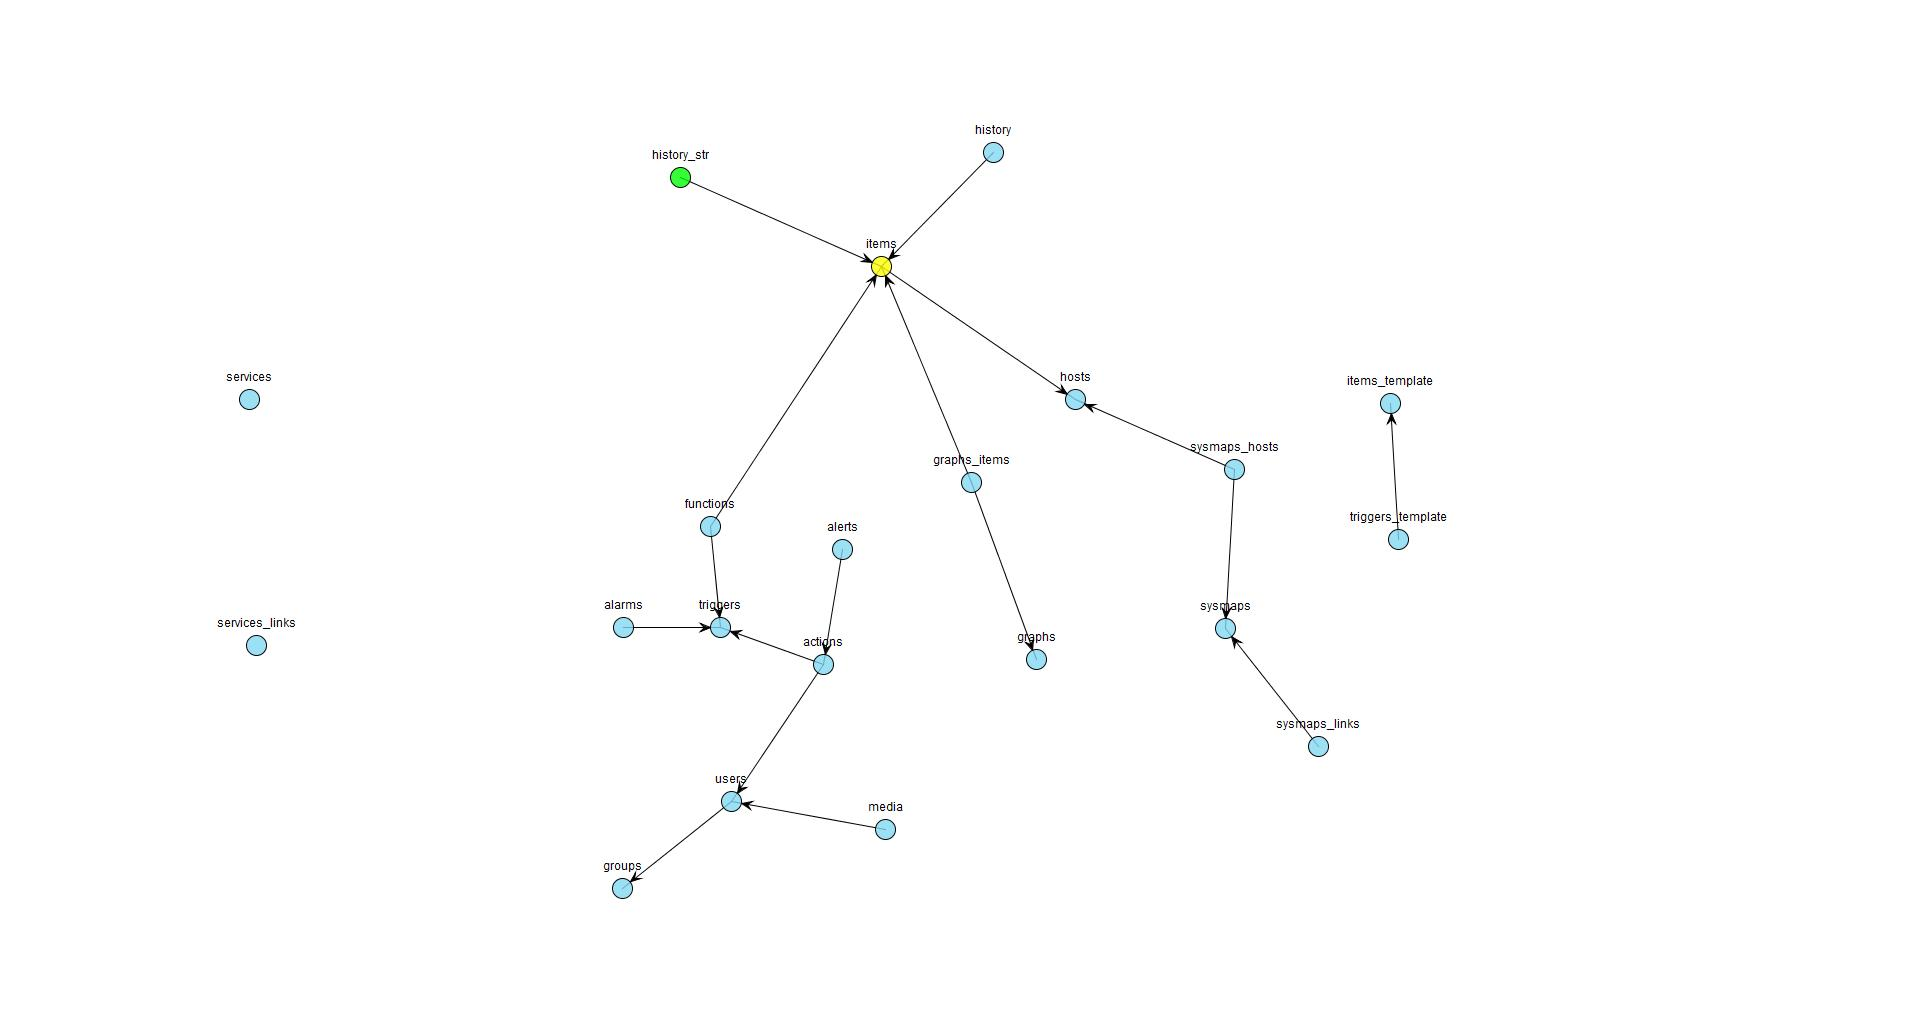 history
history_str
items
services
hosts
items_template
sysmaps_hosts
graphs_items
functions
triggers_template
alerts
alarms
triggers
sysmaps
services_links
graphs
actions
sysmaps_links
users
media
groups